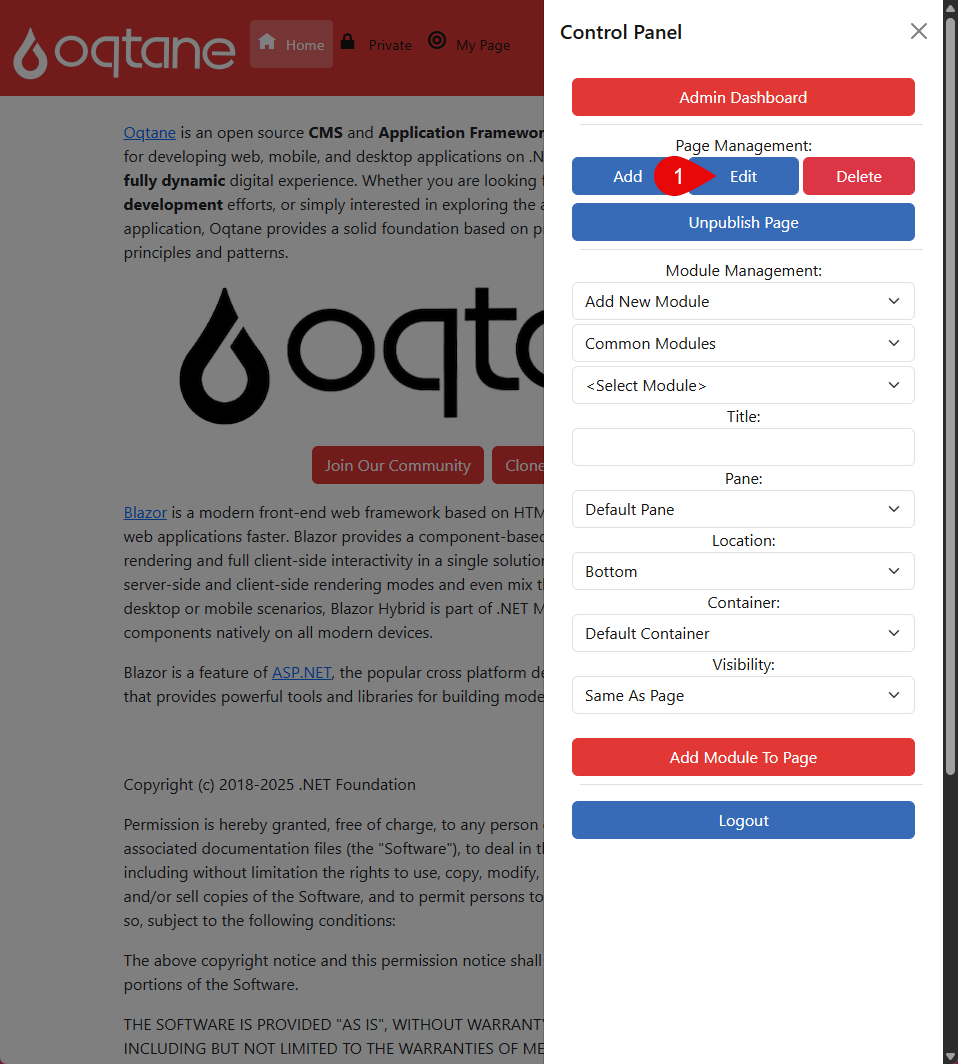 oqtane
Home
Private
My Page
Oqtane is an open source CMS and Application Framewor
for developing web, mobile, and desktop applications on .N
fully dynamic digital experience. Whether you are looking
development efforts, or simply interested in exploring the a
application, Oqtane provides a solid foundation based on p
principles and patterns.
oqt
Join Our Community
Clone
Blazor is a modern front-end web framework based on HTM
web applications faster. Blazor provides a component-based
rendering and full client-side interactivity in a single solution
server-side and client-side rendering modes and even mix t
desktop or mobile scenarios, Blazor Hybrid is part of .NET M
components natively on all modern devices.
Blazor is a feature of ASP.NET, the popular cross platform de
that provides powerful tools and libraries for building mode
Copyright (c) 2018-2025 .NET Foundation
Permission is hereby granted, free of charge, to any person
associated documentation files (the "Software"), to deal in th
including without limitation the rights to use, copy, modify,
and/or sell copies of the Software, and to permit persons to
so, subject to the following conditions:
The above copyright notice and this permission notice shall
portions of the Software.
THE SOFTWARE IS PROVIDED "AS IS", WITHOUT WARRANTY
INCLUDING BUT NOT LIMITED TO THE WARRANTIES OF ME
Control Panel
Admin Dashboard
Page Management:
Add
1
Edit
Delete
Unpublish Page
Module Management:
Add New Module
Common Modules
<Select Module>
Title:
Pane:
Default Pane
Location:
Bottom
Container:
Default Container
Visibility:
Same As Page
Add Module To Page
Logout